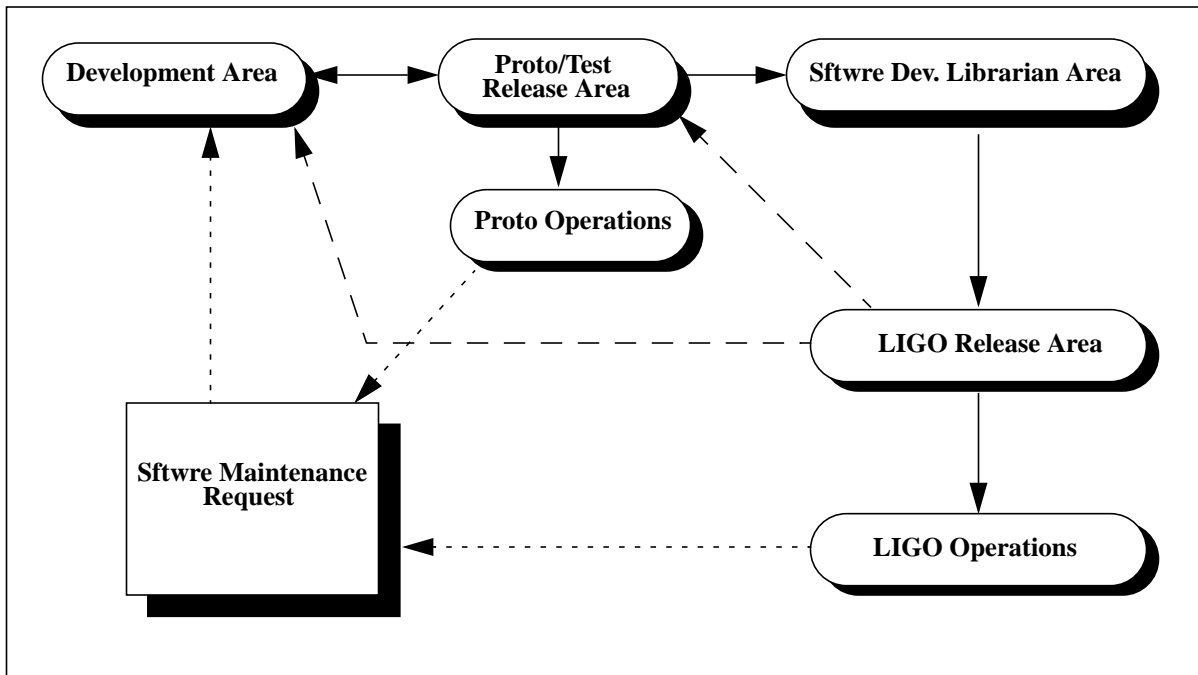 Development Area
Proto/Test
Release Area
Sftwre Dev. Librarian Area
Proto Operations
LIGO Release Area
Sftwre Maintenance
Request
LIGO Operations